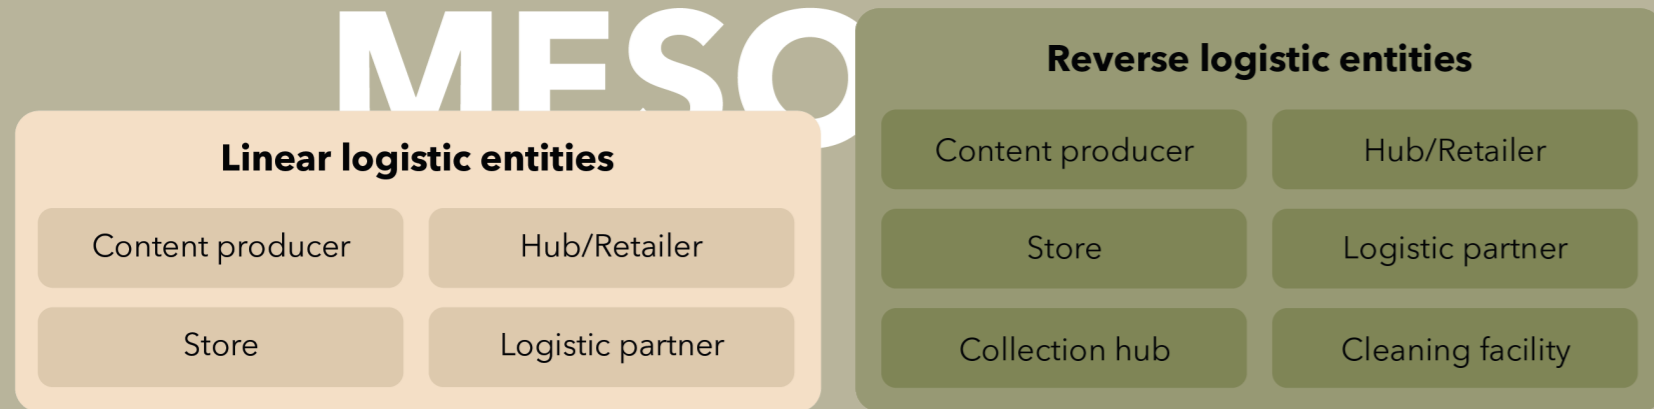 MESO
Linear logistic entities
Content producer
Hub/Retailer
Store
Logistic partner
Reverse logistic entities
Content producer
Hub/Retailer
Store
Logistic partner
Collection hub
Cleaning facility